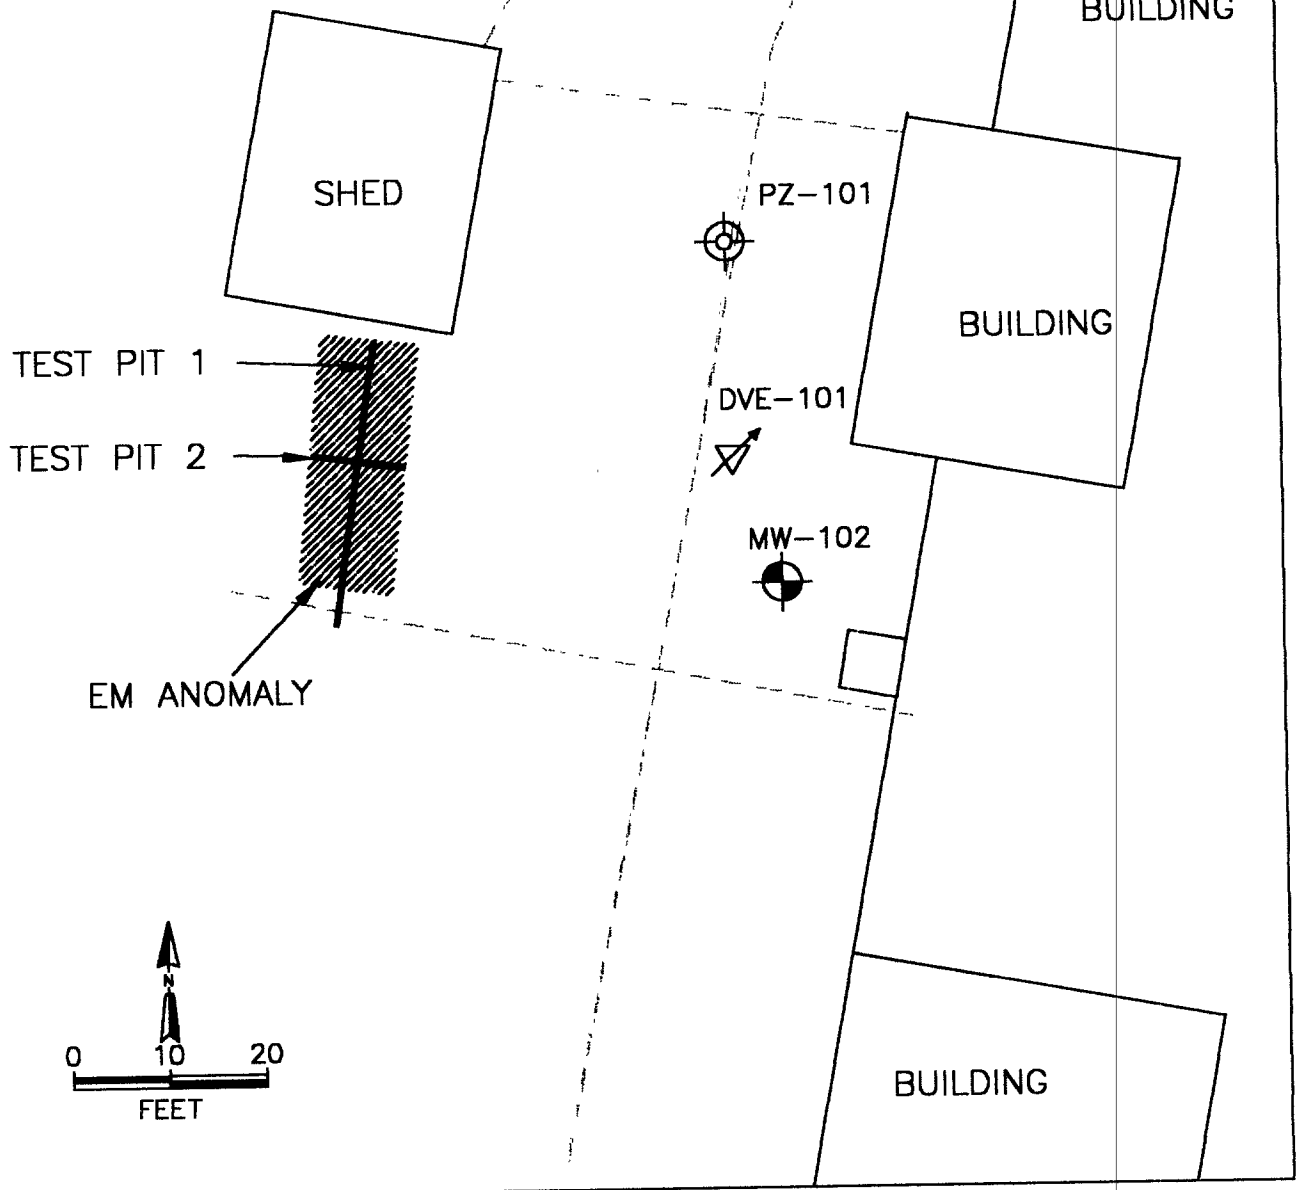 BUILDING
SHED
PZ-101
BUILDING
TEST PIT 1
DVE-101
TEST PIT 2
MW-102
EM ANOMALY
N
0 10 20
FEET
BUILDING